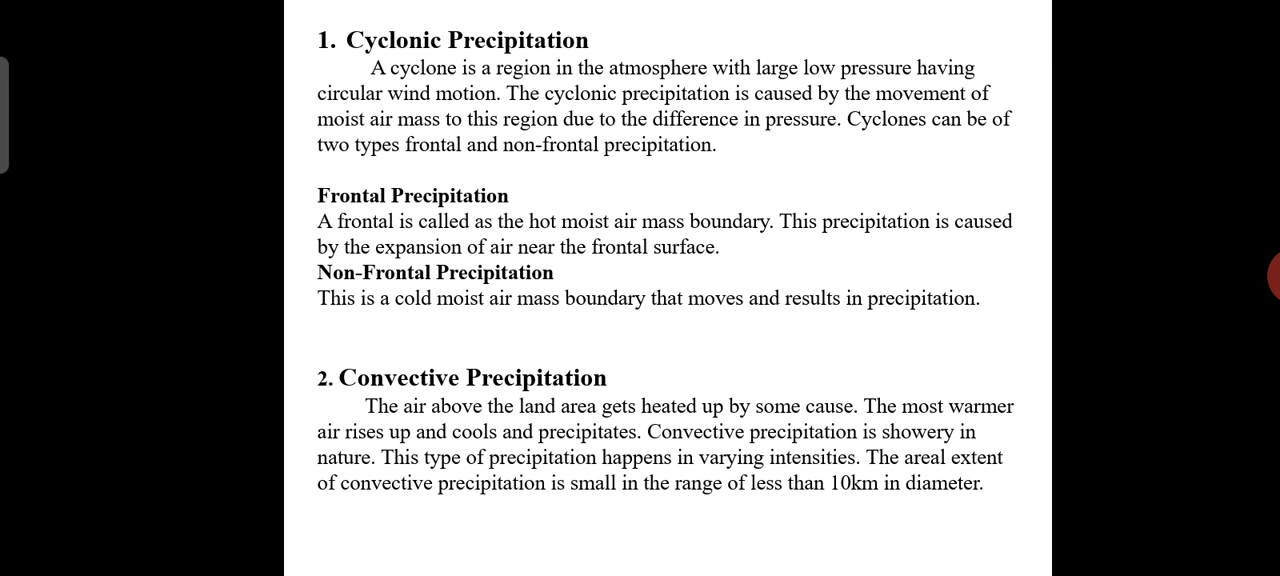 1. Cyclonic Precipitation
A cyclone is a region in the atmosphere with large low pressure having
circular wind motion. The cyclonic precipitation is caused by the movement of
moist air mass to this region due to the difference in pressure. Cyclones can be of
two types frontal and non-frontal precipitation.
Frontal Precipitation
A frontal is called as the hot moist air mass boundary. This precipitation is caused
by the expansion of air near the frontal surface.
Non-Frontal Precipitation
This is a cold moist air mass boundary that moves and results in precipitation.
2. Convective Precipitation
The air above the land area gets heated up by some cause. The most warmer
air rises up and cools and precipitates. Convective precipitation is showery in
nature. This type of precipitation happens in varying intensities. The areal extent
of convective precipitation is small in the range of less than 10km in diameter.